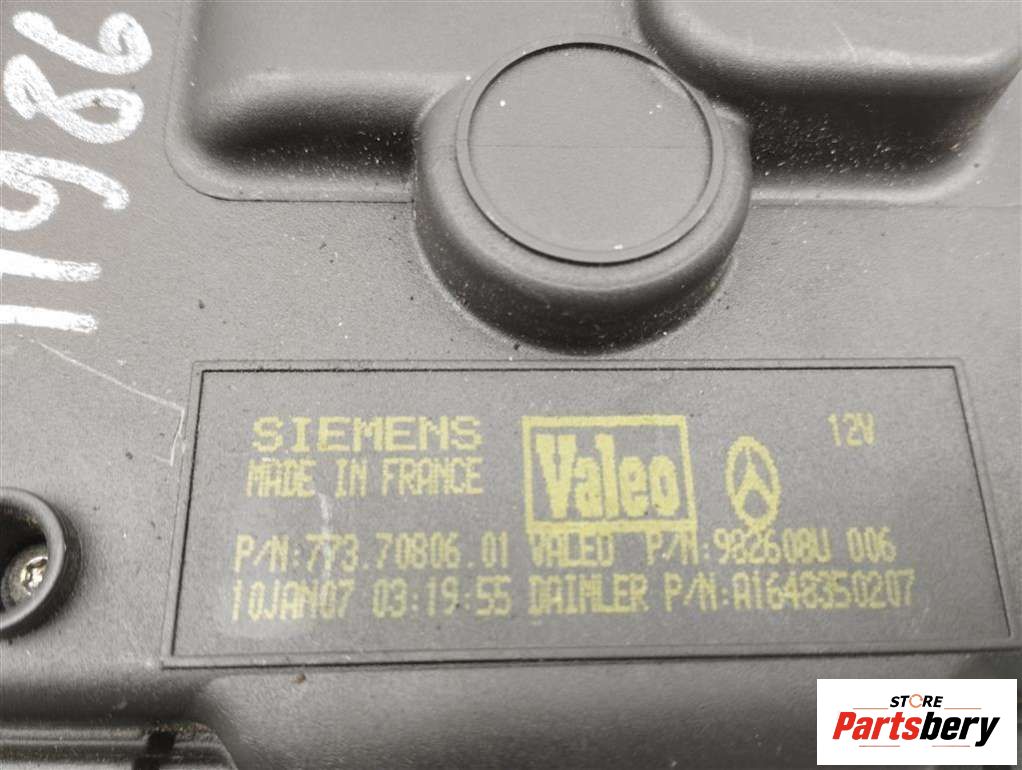 11986
SIEMENS
MADE IN FRANCE
Valeo
12V
P/N:773.70806.01 VALEO P/N:902608U 006
10JAN07 03:19:55 DAIMLER P/N:A1648350207
STORE
Partsbery